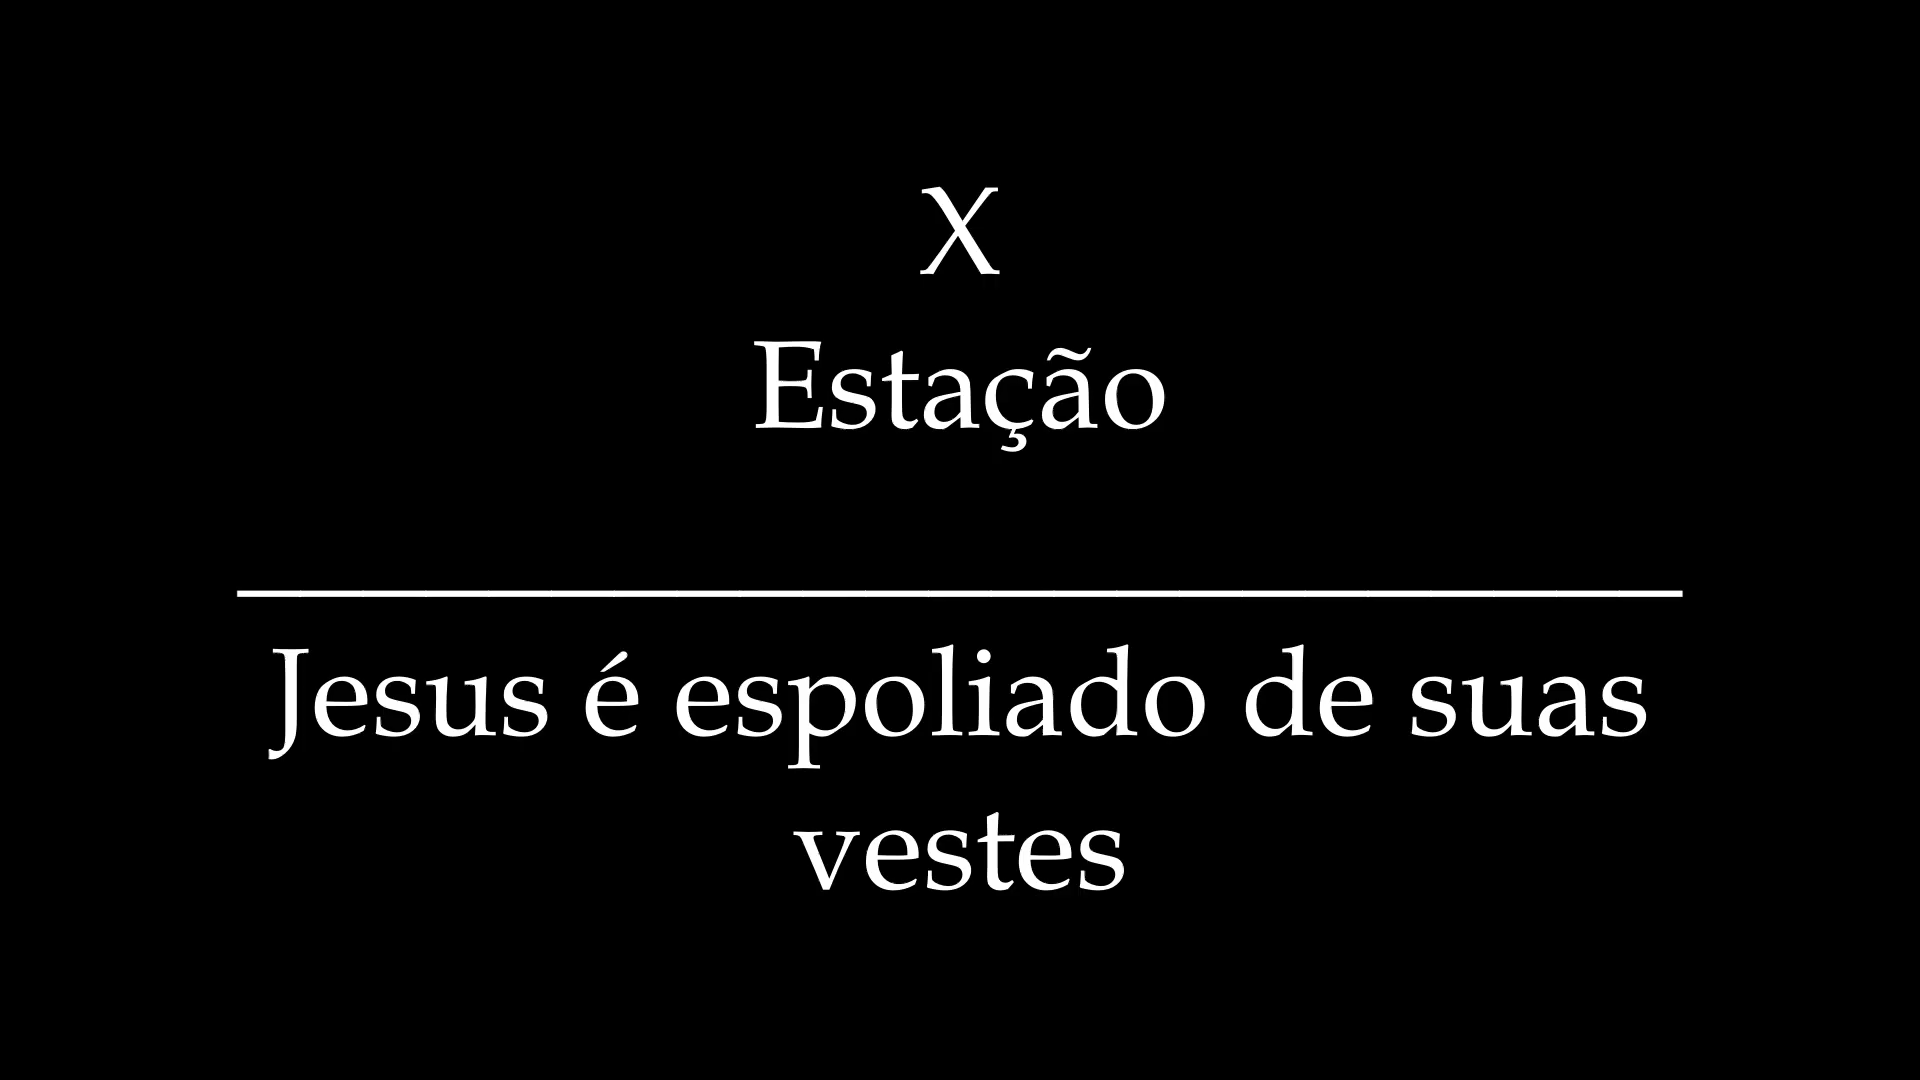 X
Estação
Jesus é espoliado de suas
vestes